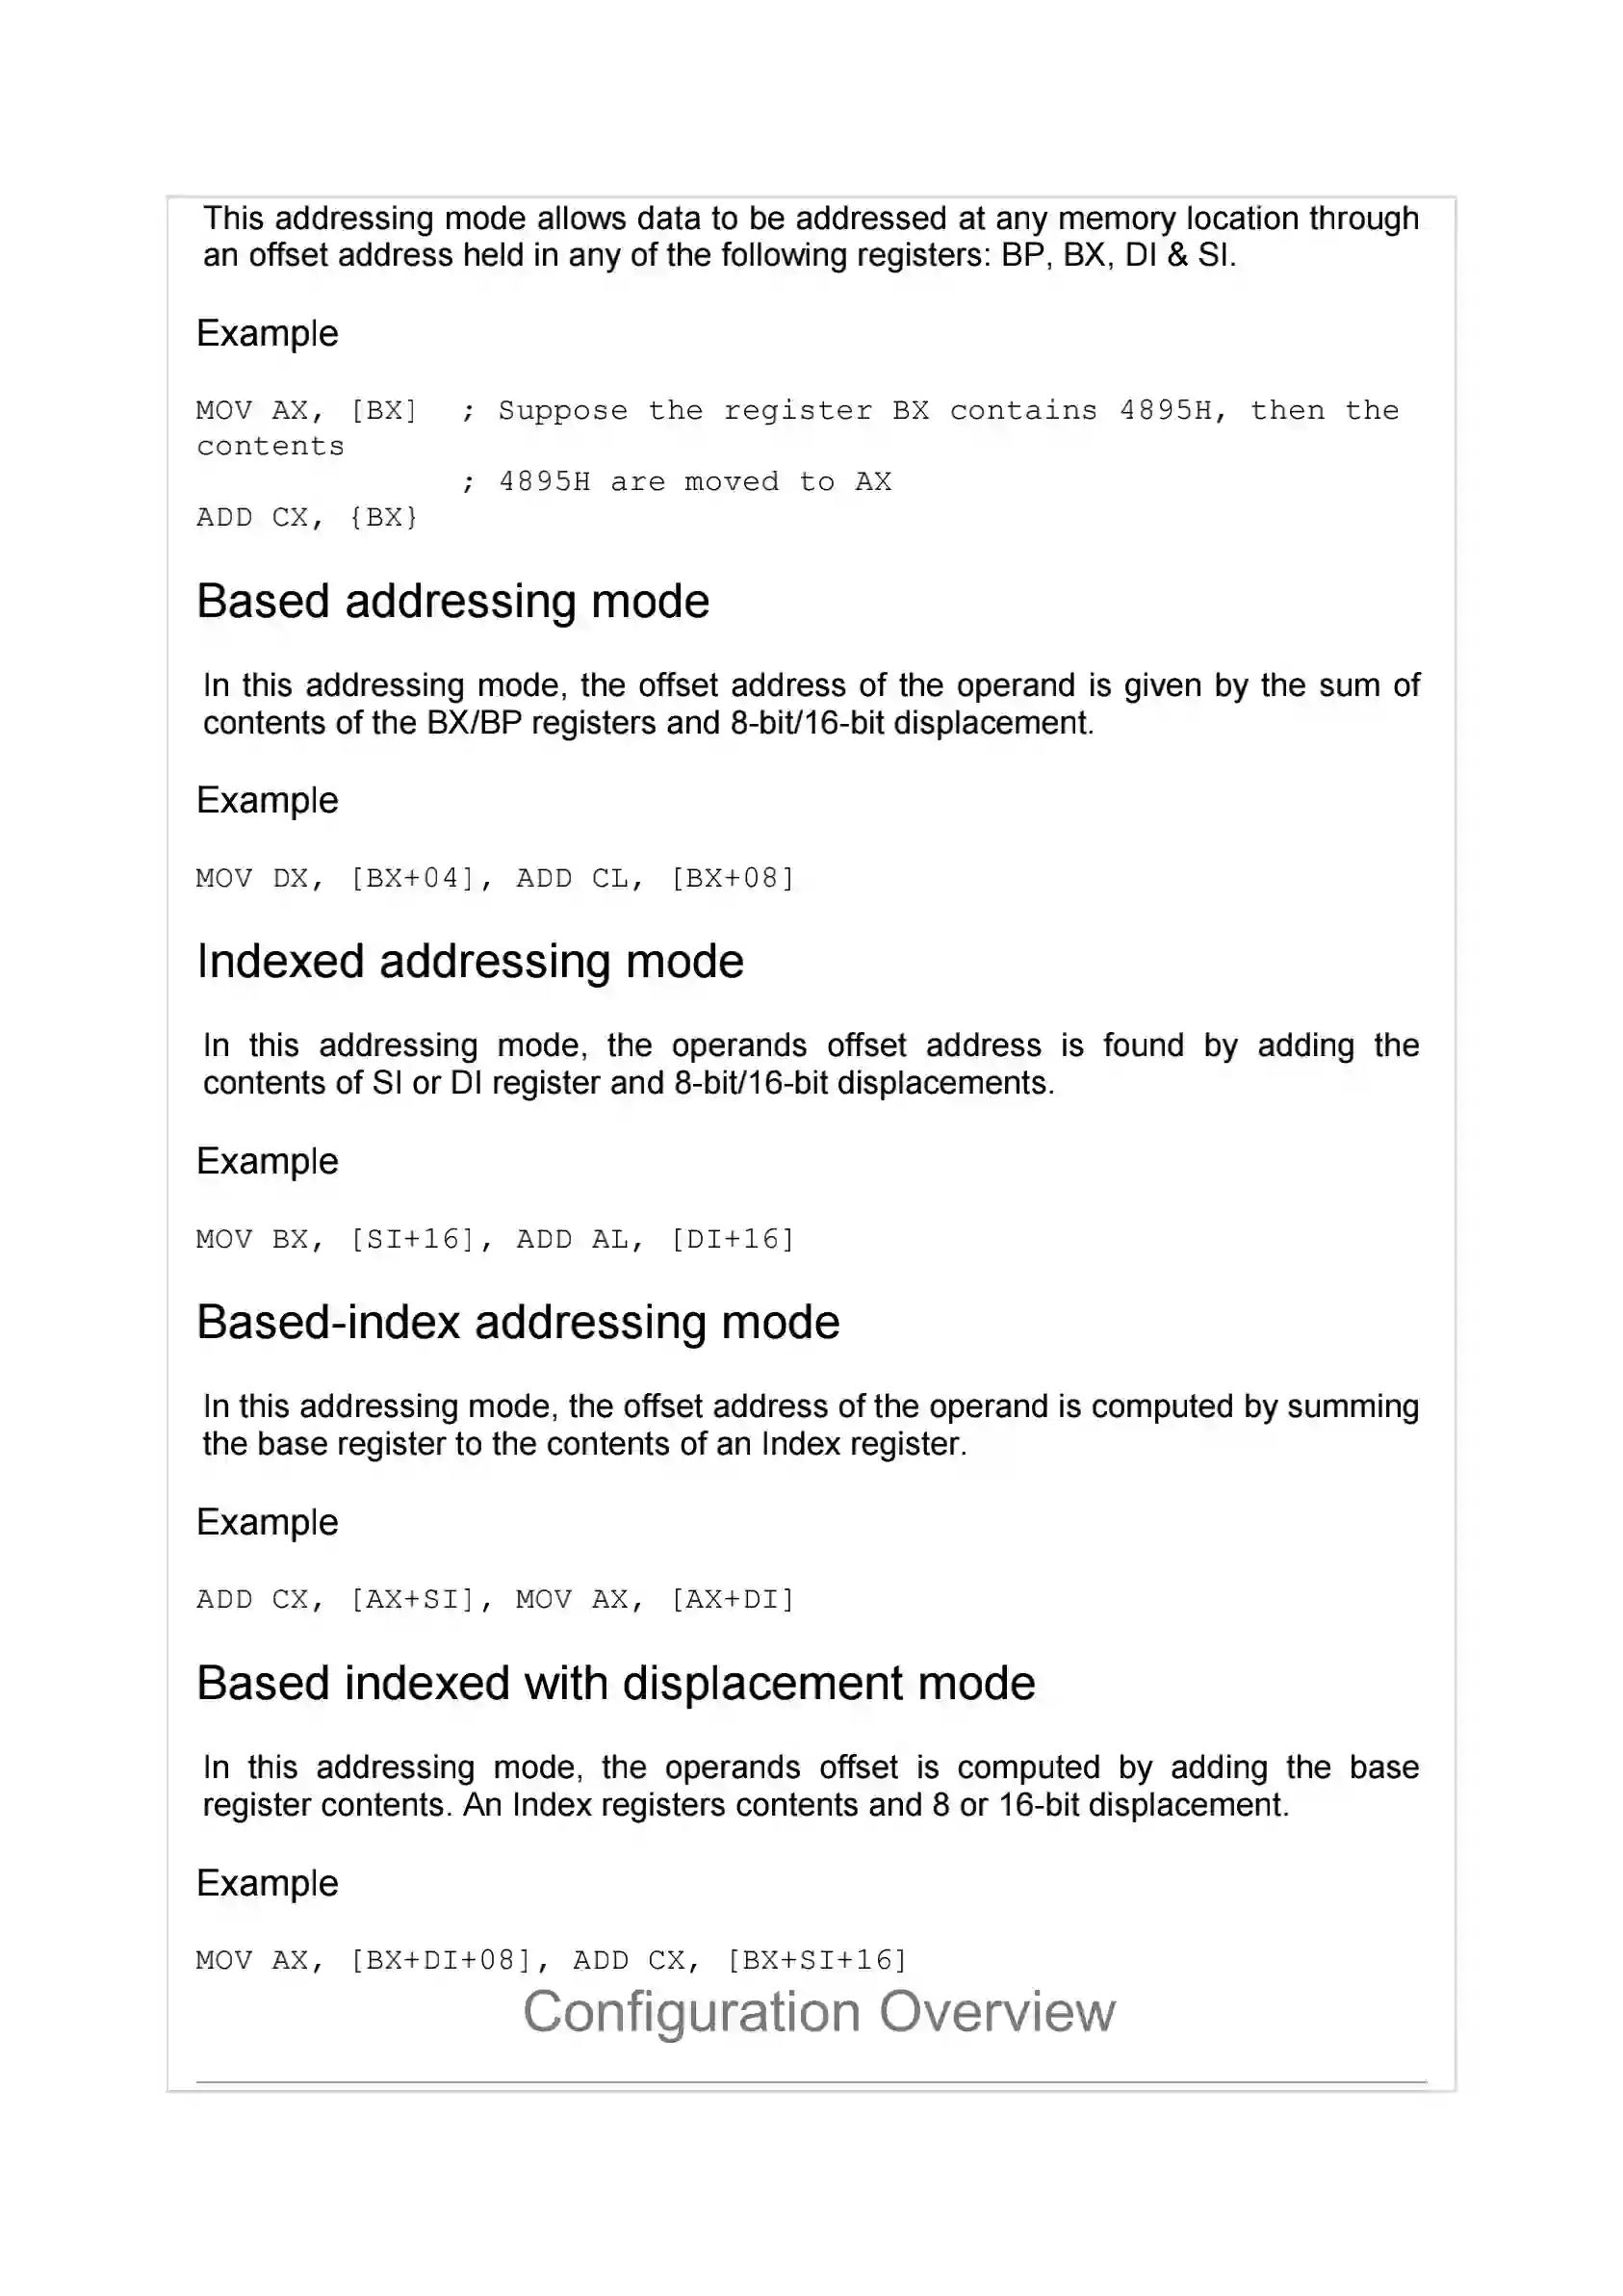 This addressing mode allows data to be addressed at any memory location through
an offset address held in any of the following registers: BP, BX, DI & SI.
Example
MOV AX, [BX]  ; Suppose the register BX contains 4895H, then the
contents
; 4895H are moved to AX
ADD CX, {BX}
Based addressing mode
In this addressing mode, the offset address of the operand is given by the sum of
contents of the BX/BP registers and 8-bit/16-bit displacement.
Example
MOV DX, [BX+04], ADD CL, [BX+08]
Indexed addressing mode
In this addressing mode, the operands offset address is found by adding the
contents of SI or DI register and 8-bit/16-bit displacements.
Example
MOV BX, [SI+16], ADD AL, [DI+16]
Based-index addressing mode
In this addressing mode, the offset address of the operand is computed by summing
the base register to the contents of an Index register.
Example
ADD CX, [AX+SI], MOV AX, [AX+DI]
Based indexed with displacement mode
In this addressing mode, the operands offset is computed by adding the base
register contents. An Index registers contents and 8 or 16-bit displacement.
Example
MOV AX, [BX+DI+08], ADD CX, [BX+SI+16]
Configuration Overview